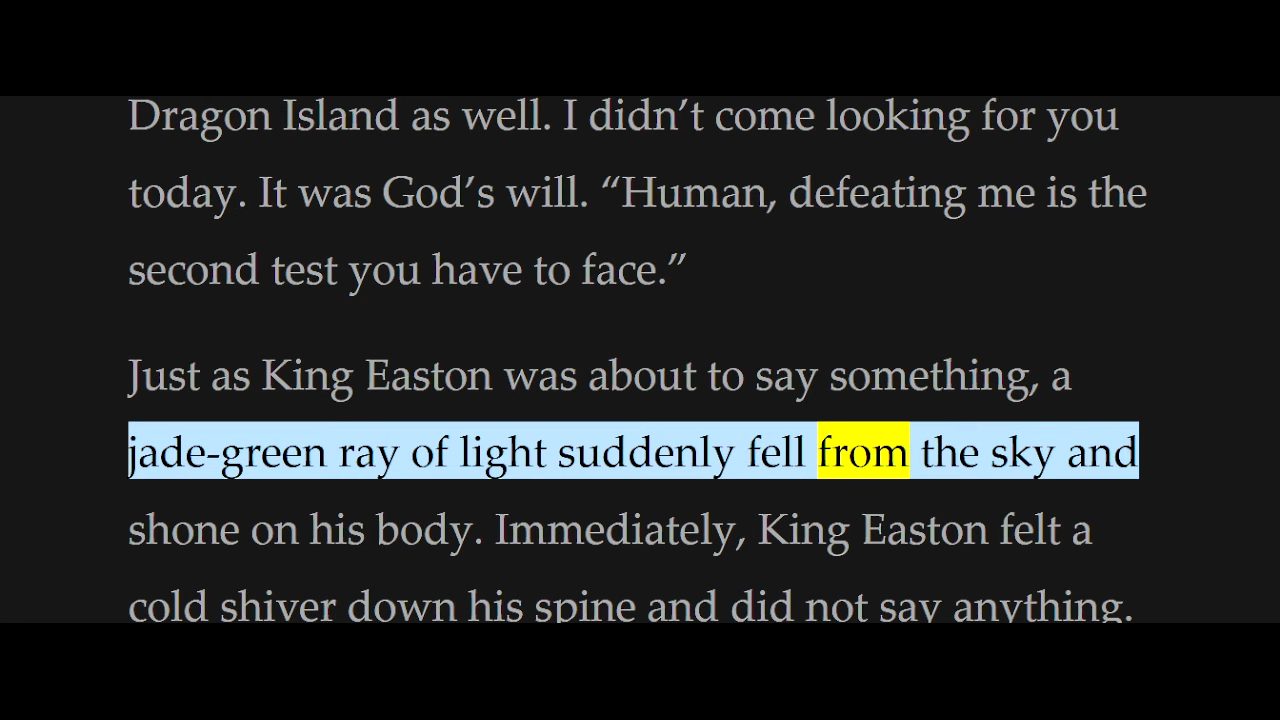 Dragon Island as well. I didn’t come looking for you
today. It was God’s will. “Human, defeating me is the
second test you have to face.”
Just as King Easton was about to say something, a
jade-green ray of light suddenly fell from the sky and
shone on his body. Immediately, King Easton felt a
cold shiver down his spine and did not say anything.